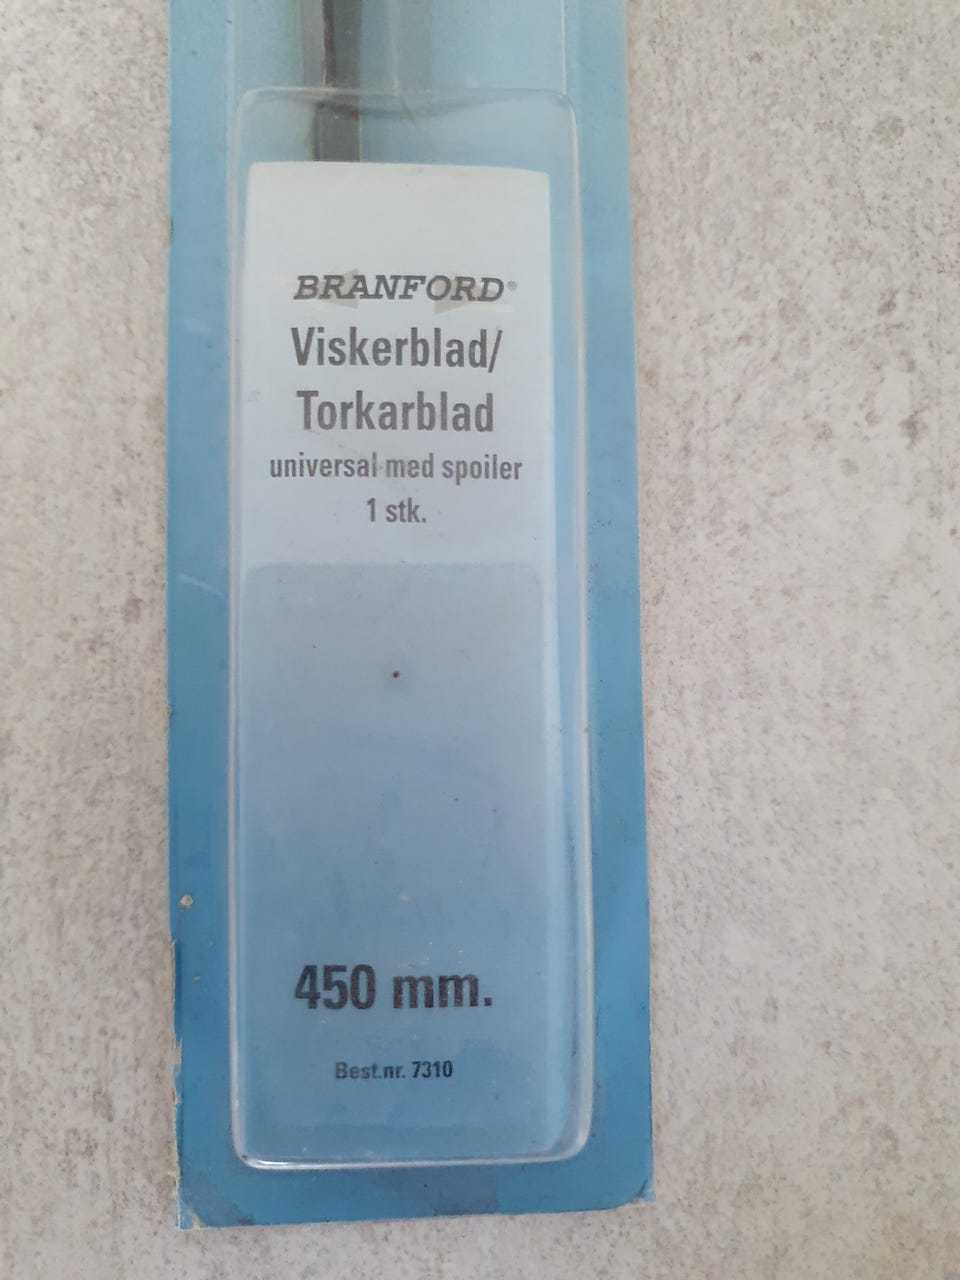 BRANFORD®
Viskerblad/
Torkarblad
universal med spoiler
1 stk.
450 mm.
Best.nr. 7310